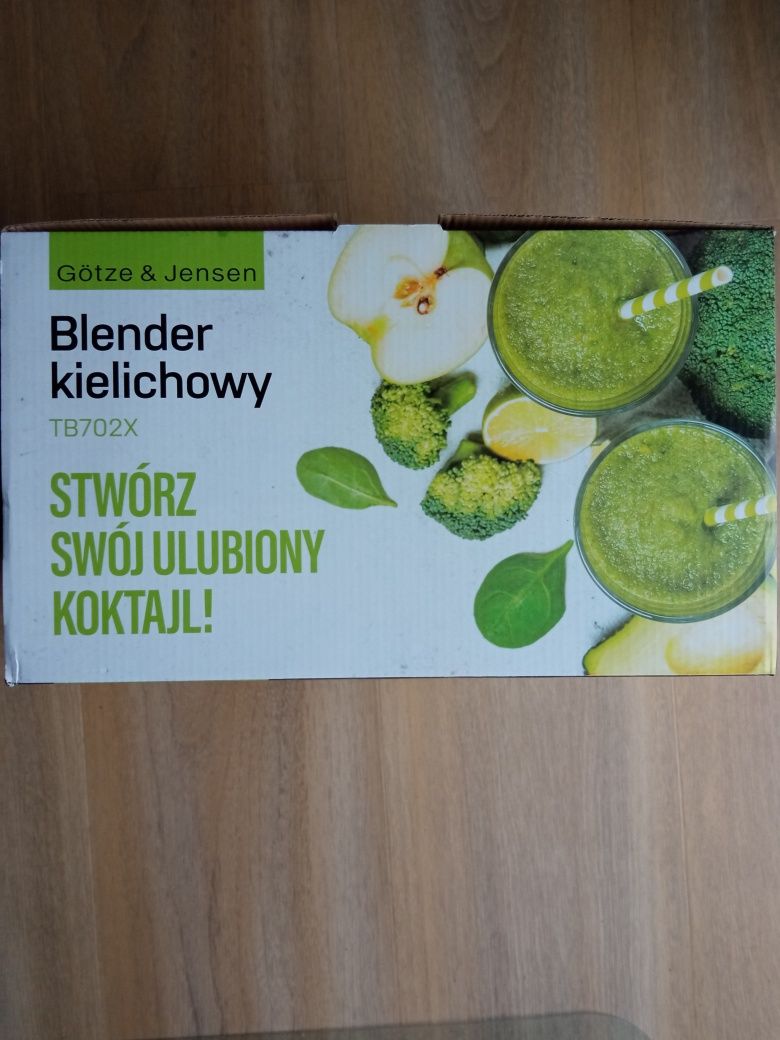 Götze & Jensen
Blender
kielichowy
TB702X
STWÓRZ
SWÓJ ULUBIONY
KOKTAJL!